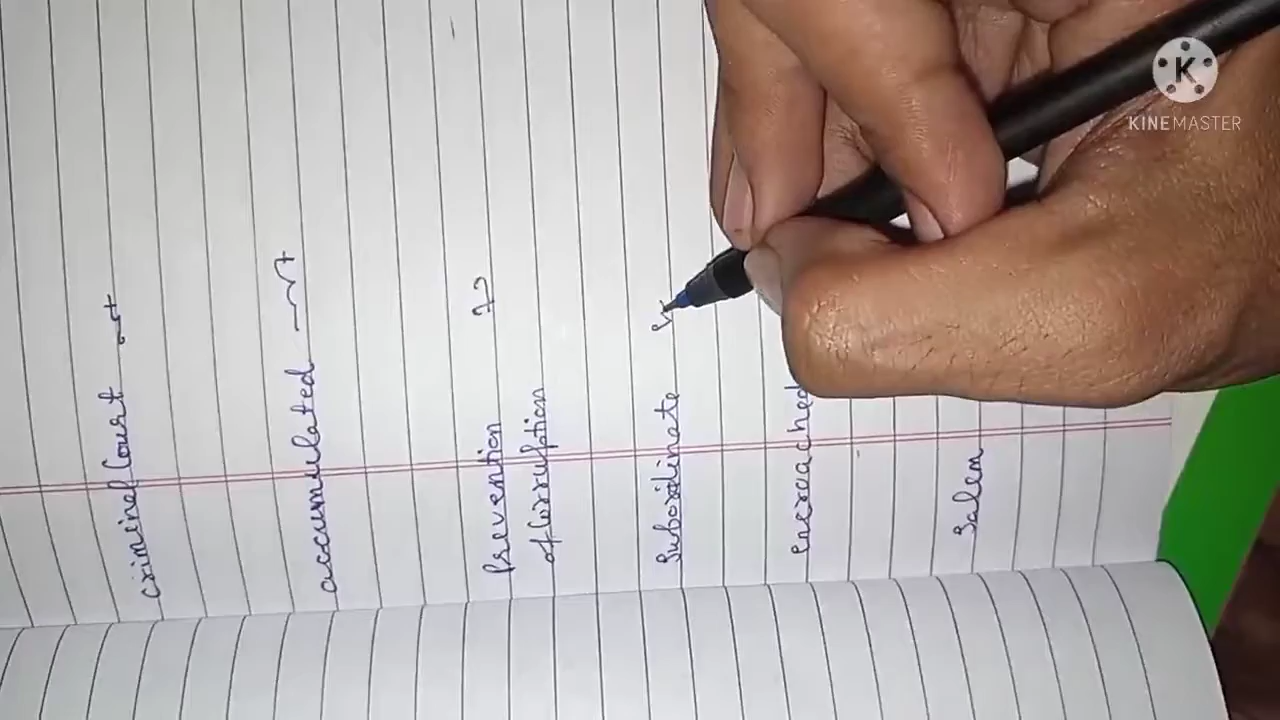 criminal Court
accumulated
Prevention
of Corruption
Subordinate
encroached
Salem
KINEMASTER